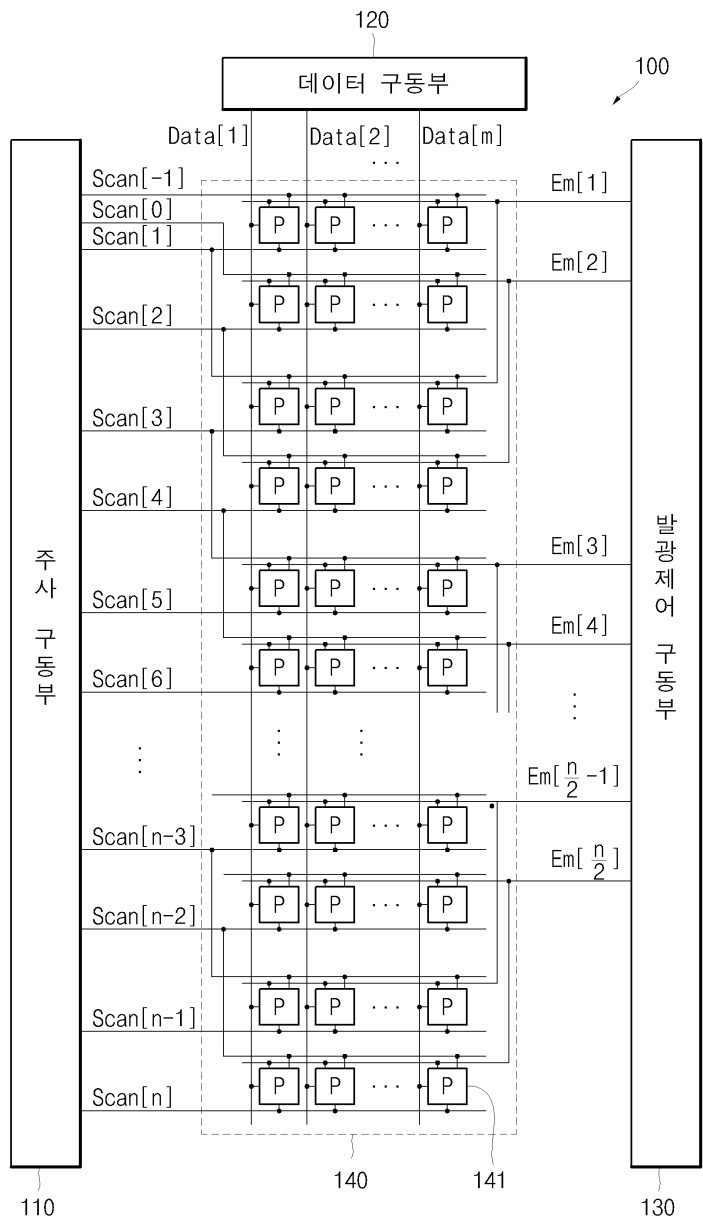 120
데이터 구동부
100
Data[1] Data[2] ... Data[m]
Scan[-1]
Em[1]
Scan[0]
P P ... P
Scan[1]
Em[2]
P P ... P
Scan[2]
P P ... P
Scan[3]
P P ... P
Scan[4]
Em[3]
P P ... P
Scan[5]
Em[4]
P P ... P
Scan[6]
주사 구동부
발광제어 구동부
Em[n/2-1]
P P ... P
Scan[n-3]
Em[n/2]
P P ... P
Scan[n-2]
P P ... P
Scan[n-1]
P P ... P
Scan[n]
110
140
141
130